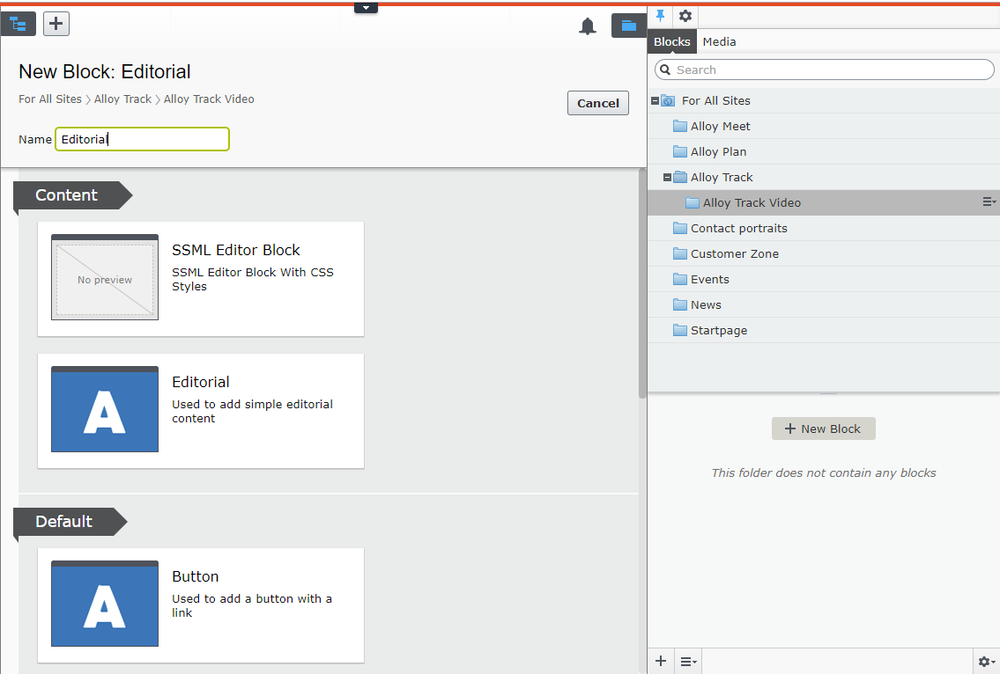 New Block: Editorial
For All Sites > Alloy Track > Alloy Track Video
Cancel
Name Editorial
Content
No preview
SSML Editor Block
SSML Editor Block With CSS
Styles
A
Editorial
Used to add simple editorial
content
Default
A
Button
Used to add a button with a
link
Blocks Media
Search
For All Sites
Alloy Meet
Alloy Plan
Alloy Track
Alloy Track Video
Contact portraits
Customer Zone
Events
News
Startpage
+ New Block
This folder does not contain any blocks